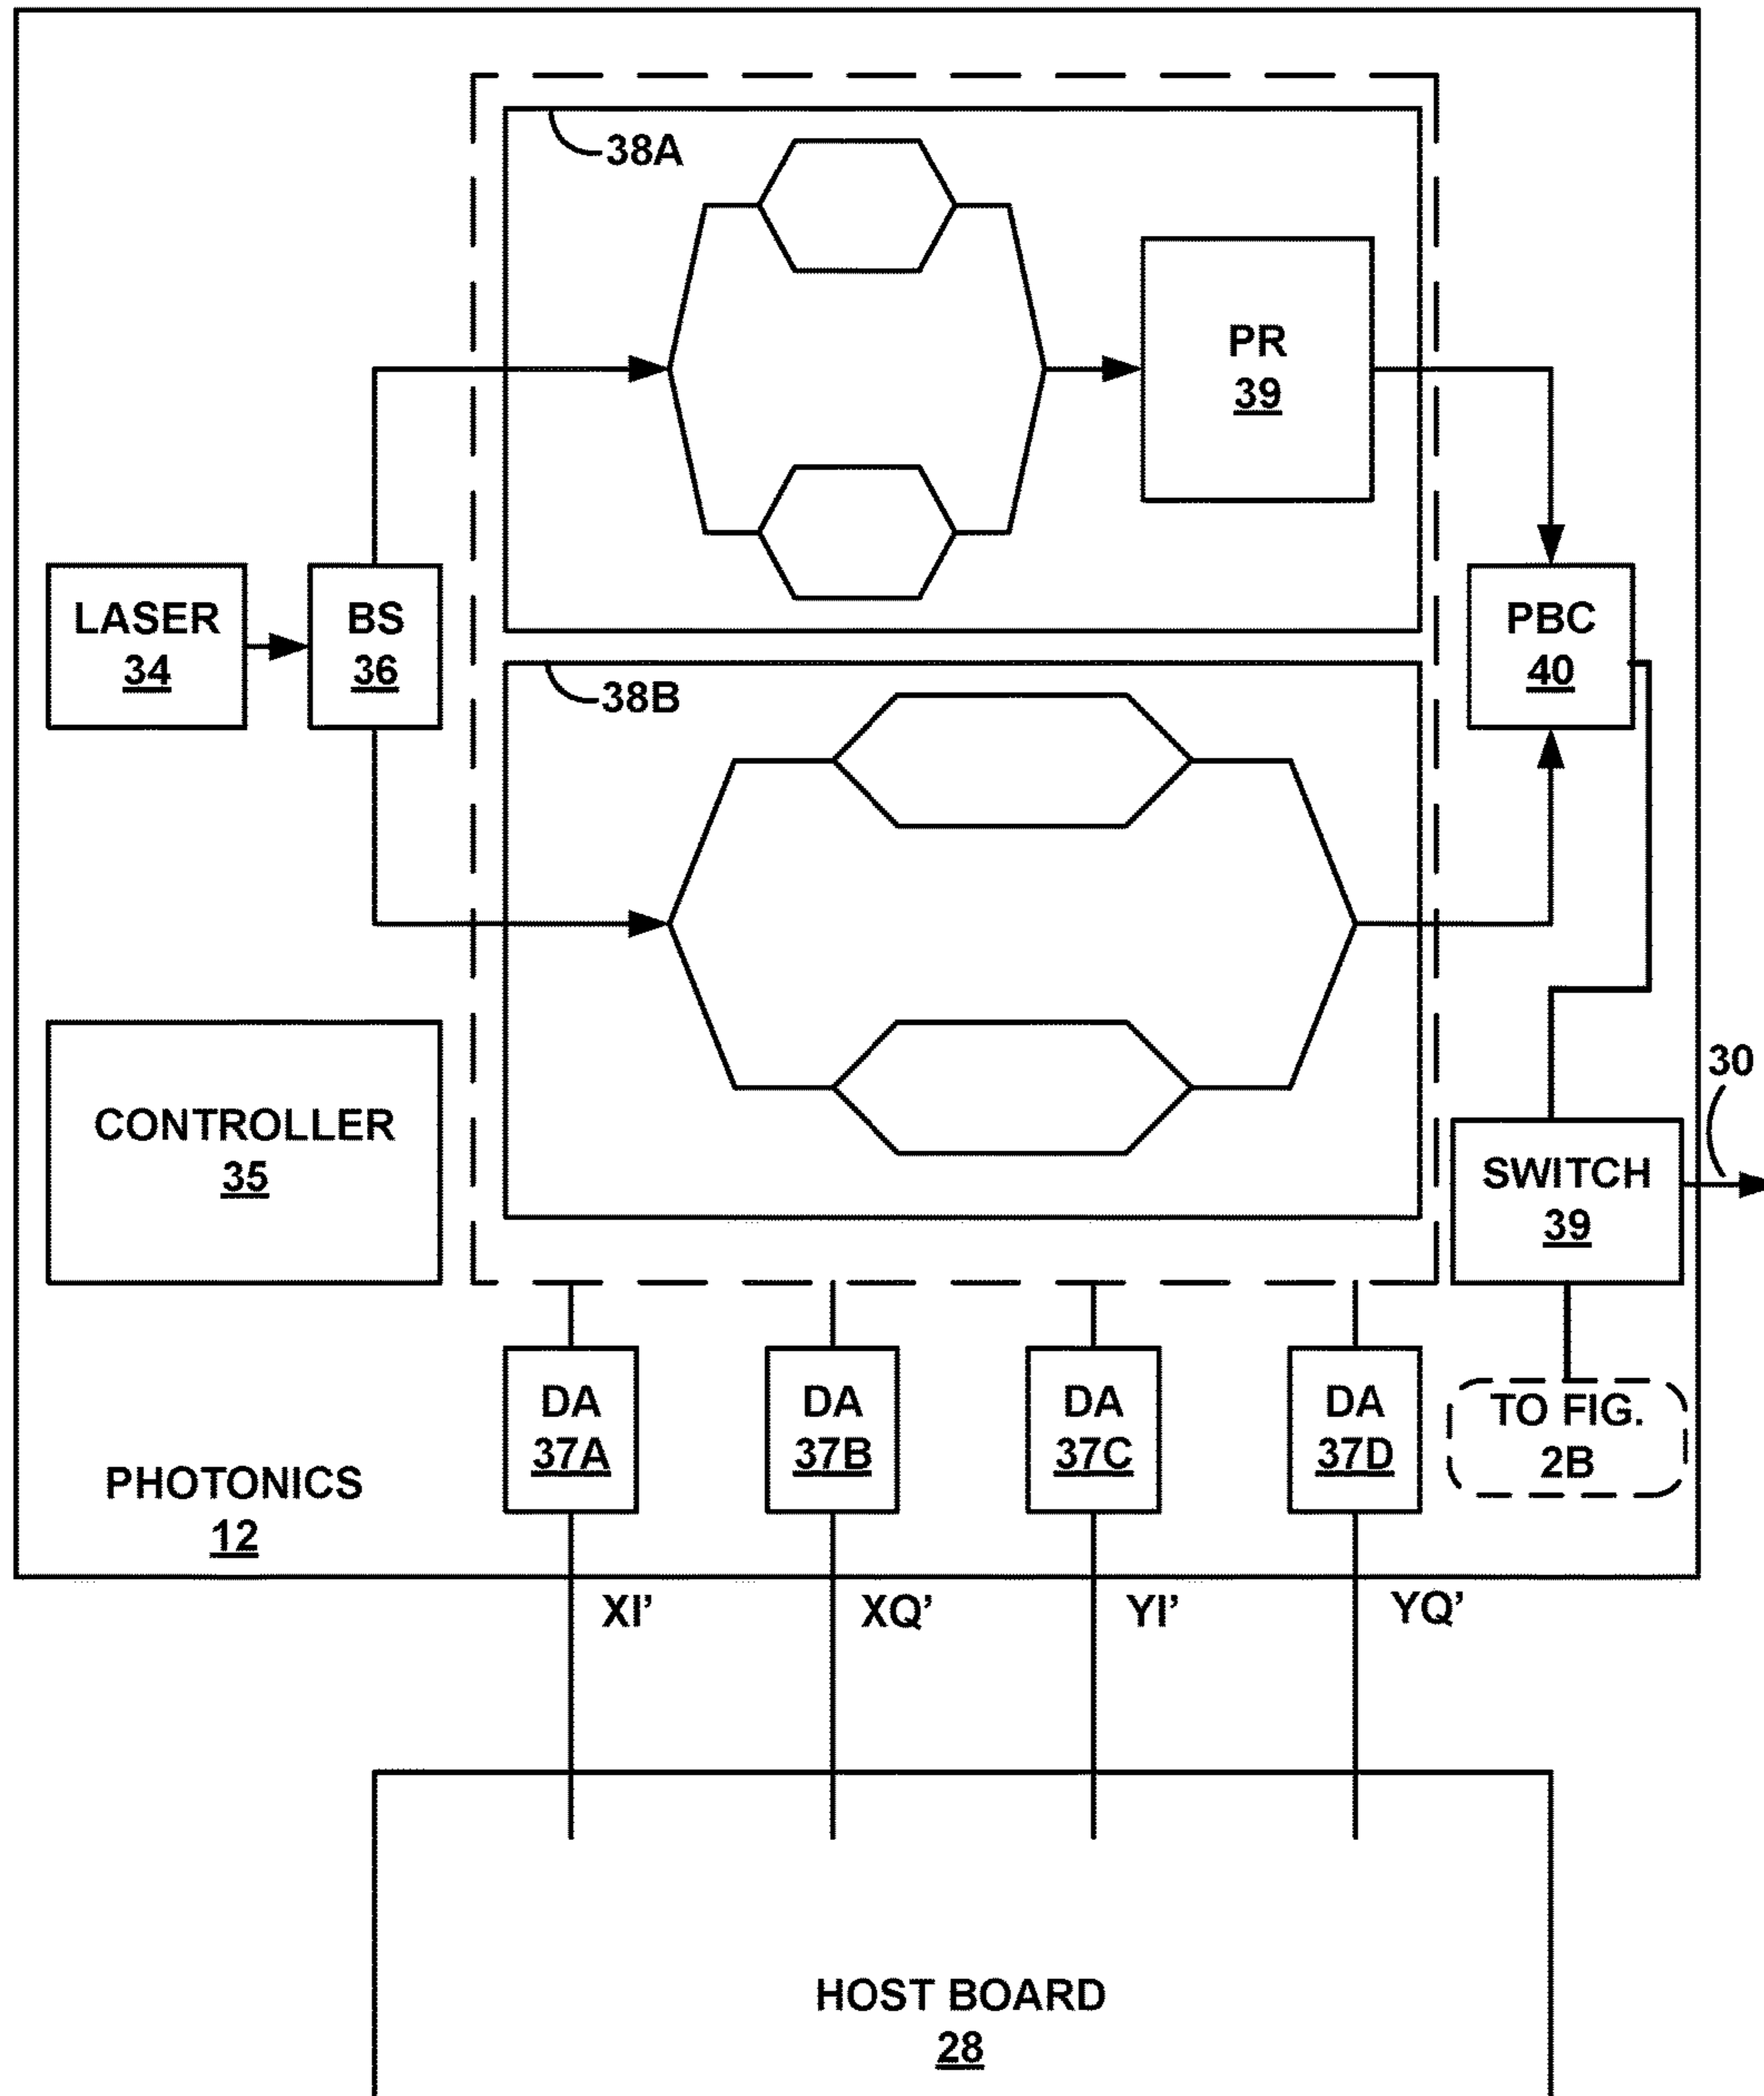 38A
PR
39
LASER
34
BS
36
PBC
40
38B
30
CONTROLLER
35
SWITCH
39
DA
37A
DA
37B
DA
37C
DA
37D
TO FIG.
2B
PHOTONICS
12
XI'
XQ'
YI'
YQ'
HOST BOARD
28